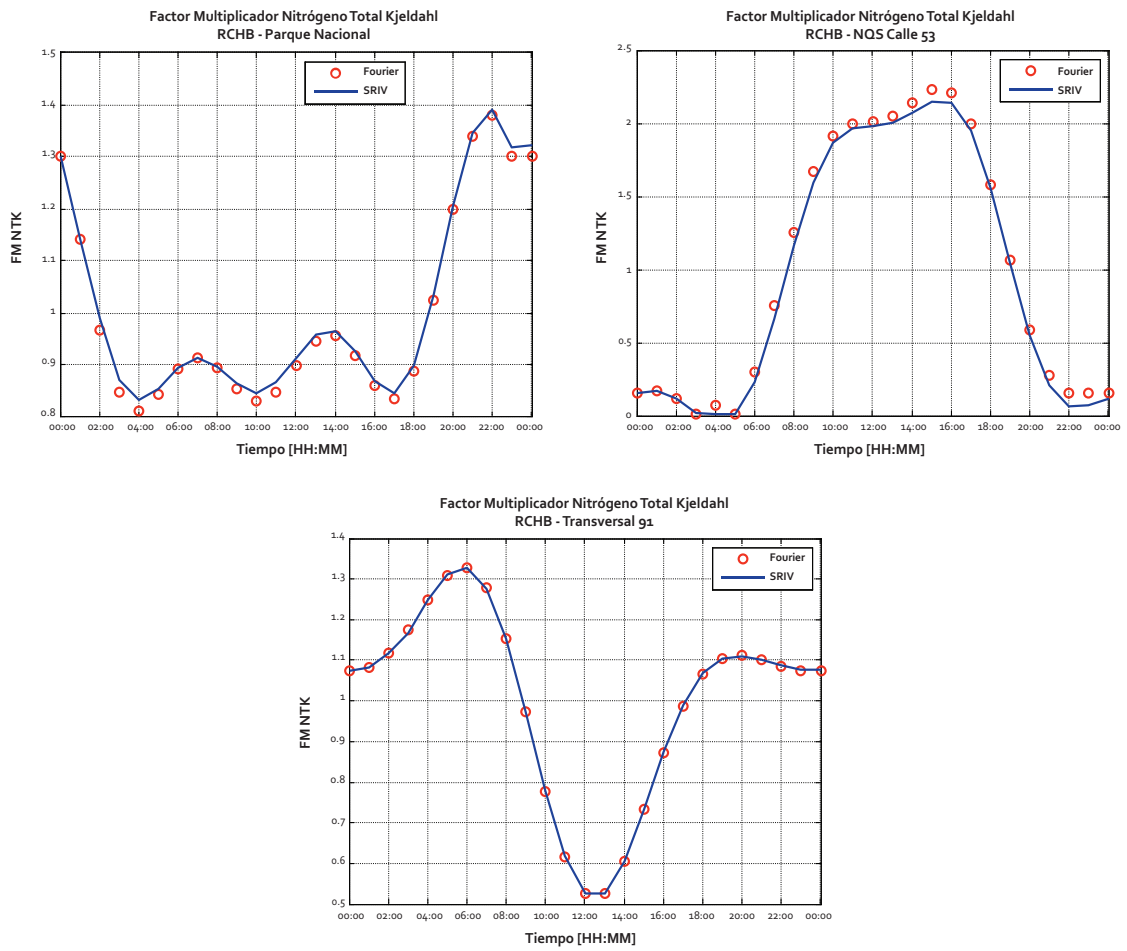 Factor Multiplicador Nitrógeno Total Kjeldahl
RCHB - Parque Nacional
1.5
1.4
1.3
1.2
1.1
1
0.9
0.8
FM NTK
Fourier
SRIV
00:00 02:00 04:00 06:00 08:00 10:00 12:00 14:00 16:00 18:00 20:00 22:00 00:00
Tiempo [HH:MM]
Factor Multiplicador Nitrógeno Total Kjeldahl
RCHB - NQS Calle 53
2.5
2
1.5
1
0.5
0
FM NTK
Fourier
SRIV
00:00 02:00 04:00 06:00 08:00 10:00 12:00 14:00 16:00 18:00 20:00 22:00 00:00
Tiempo [HH:MM]
Factor Multiplicador Nitrógeno Total Kjeldahl
RCHB - Transversal 91
1.4
1.3
1.2
1.1
1
0.9
0.8
0.7
0.6
0.5
FM NTK
Fourier
SRIV
00:00 02:00 04:00 06:00 08:00 10:00 12:00 14:00 16:00 18:00 20:00 22:00 00:00
Tiempo [HH:MM]